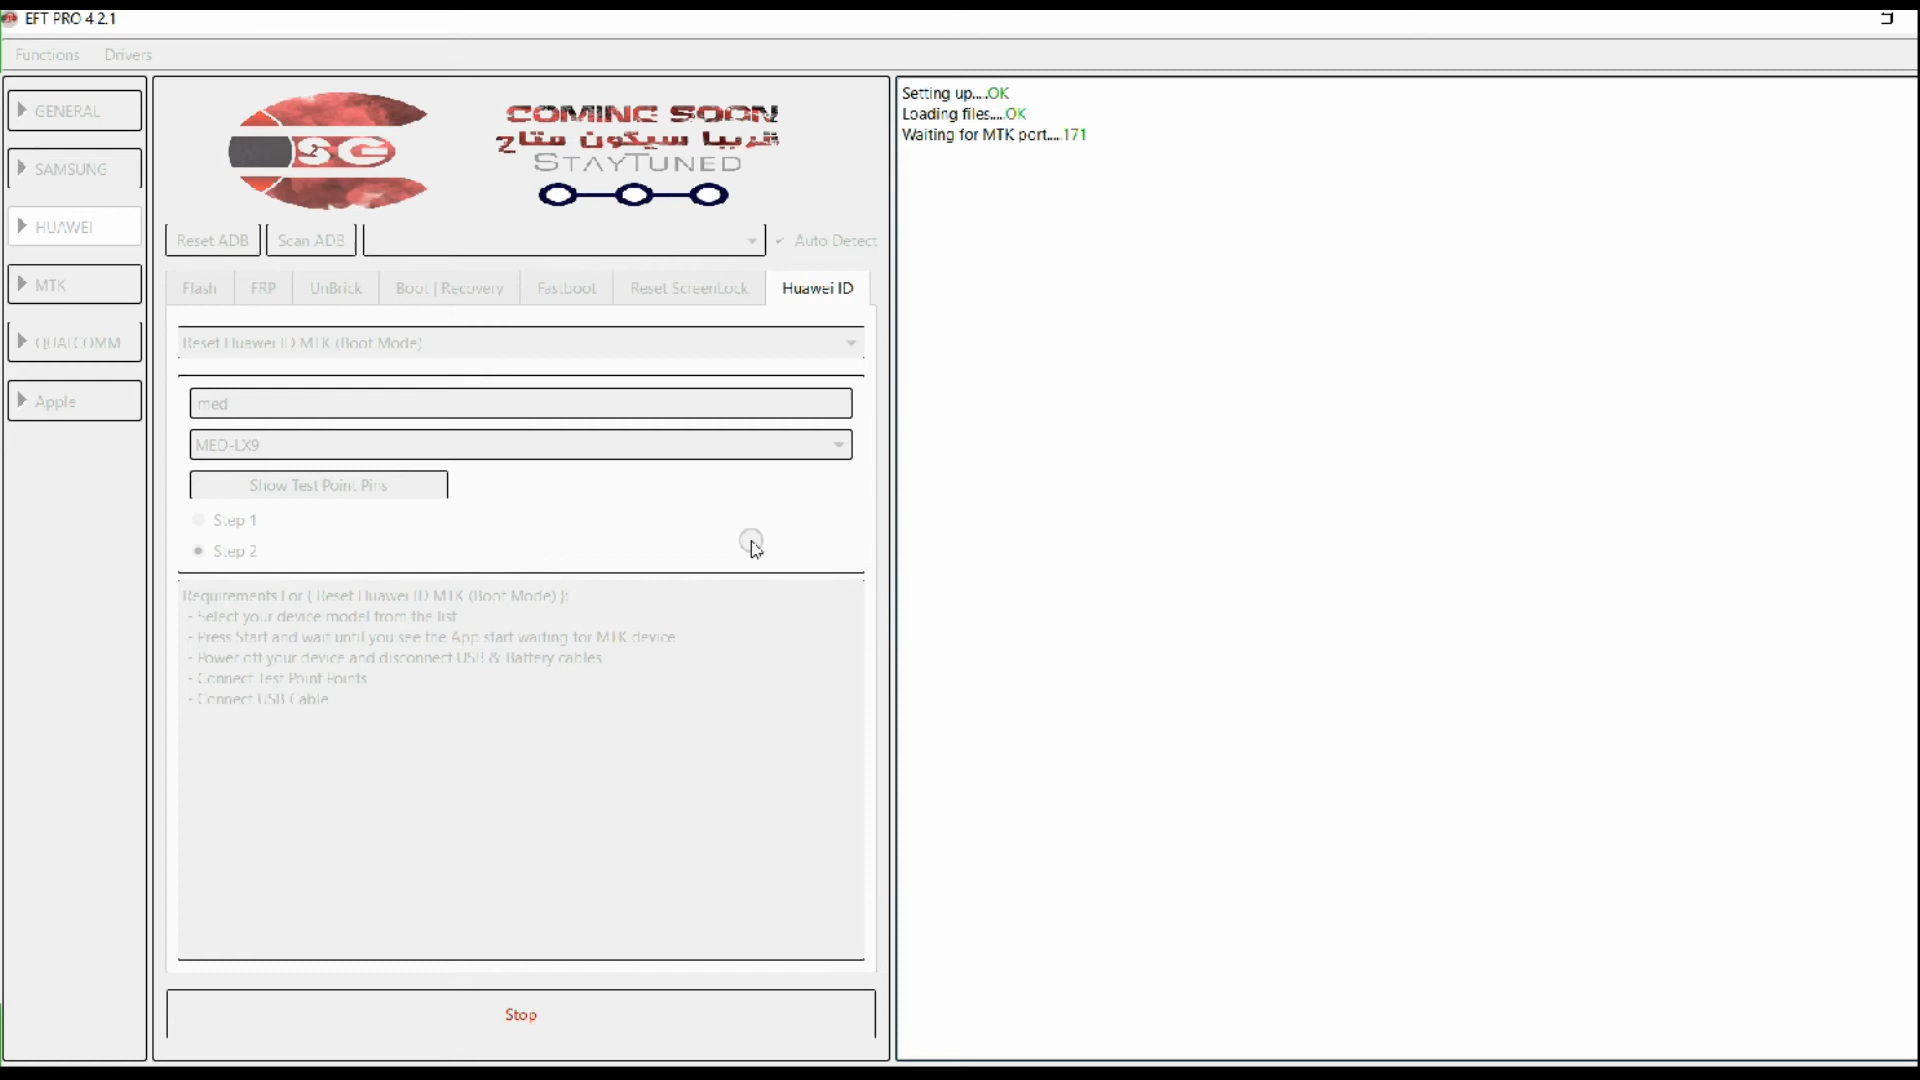 EFT PRO 4.2.1
Functions Drivers
GENERAL
SAMSUNG
HUAWEI
MTK
QUALCOMM
Apple
COMING SOON
قريبا سيكون متاح
STAYTUNED
Reset ADB Scan ADB Auto Detect
Flash FRP UnBrick Boot | Recovery Fastboot Reset ScreenLock Huawei ID
Reset Huawei ID MTK (Boot Mode)
med
MED-LX9
Show Test Point Pins
Step 1
Step 2
Requirements For { Reset Huawei ID MTK (Boot Mode) }:
- Select your device model from the list
- Press Start and wait until you see the App start waiting for MTK device
- Power off your device and disconnect USB & Battery cables
- Connect Test Point Points
- Connect USB Cable
Stop
Setting up....OK
Loading files....OK
Waiting for MTK port.....171